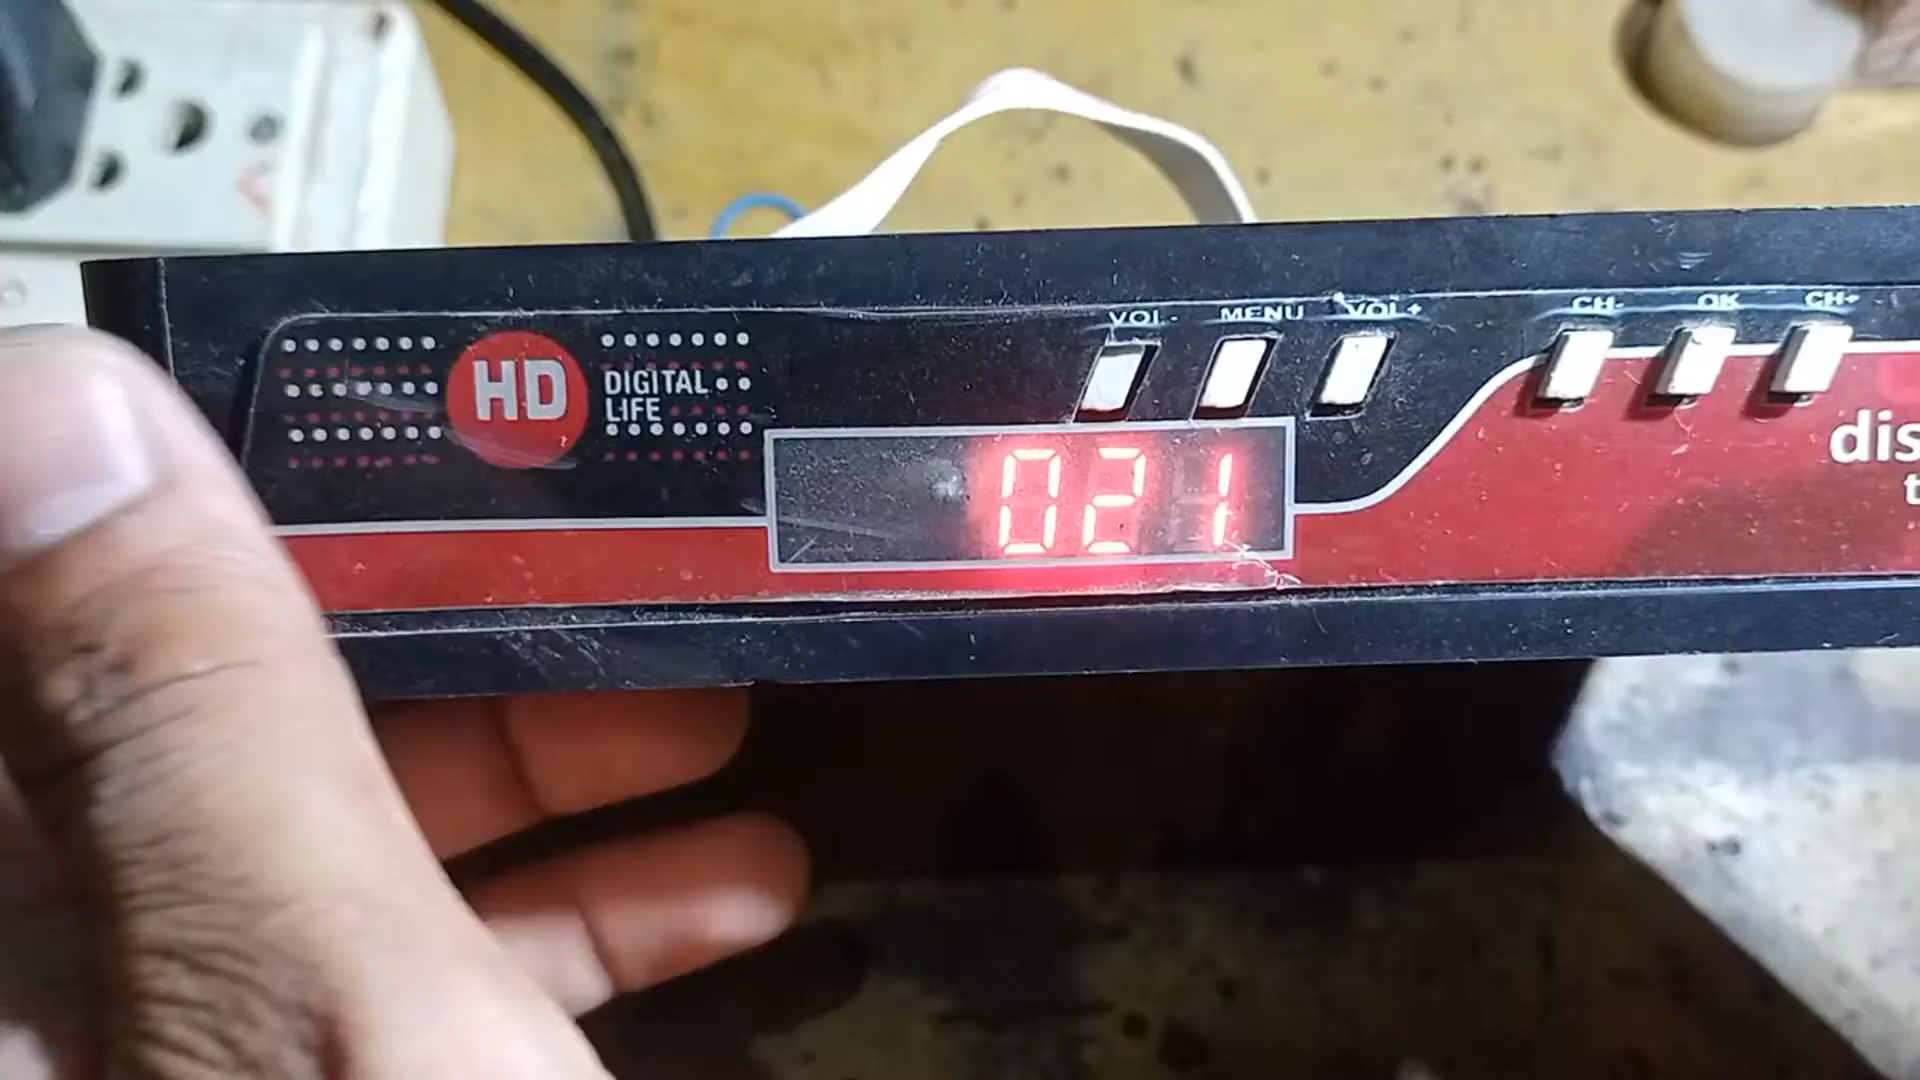 VOL- MENU VOL+ CH- OK CH+
HD
DIGITAL
LIFE
021
dis
t